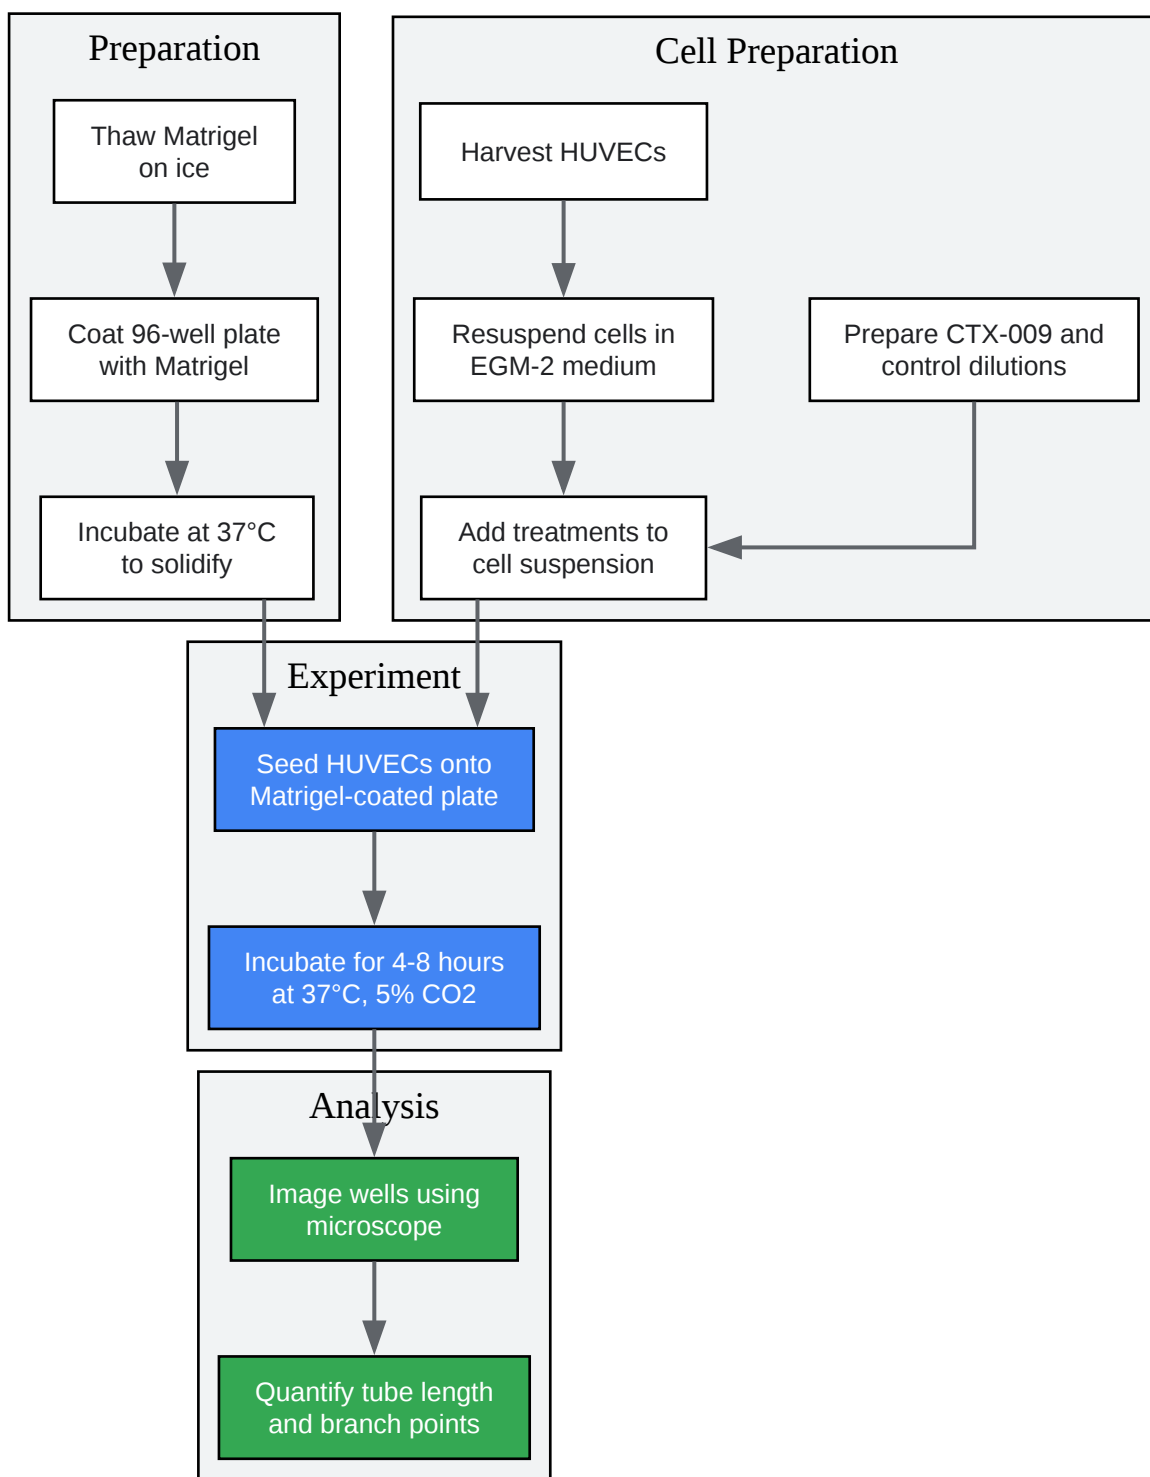 Preparation
Thaw Matrigel
on ice
Coat 96-well plate
with Matrigel
Incubate at 37°C
to solidify
Cell Preparation
Harvest HUVECs
Resuspend cells in
EGM-2 medium
Prepare CTX-009 and
control dilutions
Add treatments to
cell suspension
Experiment
Seed HUVECs onto
Matrigel-coated plate
Incubate for 4-8 hours
at 37°C, 5% CO2
Analysis
Image wells using
microscope
Quantify tube length
and branch points